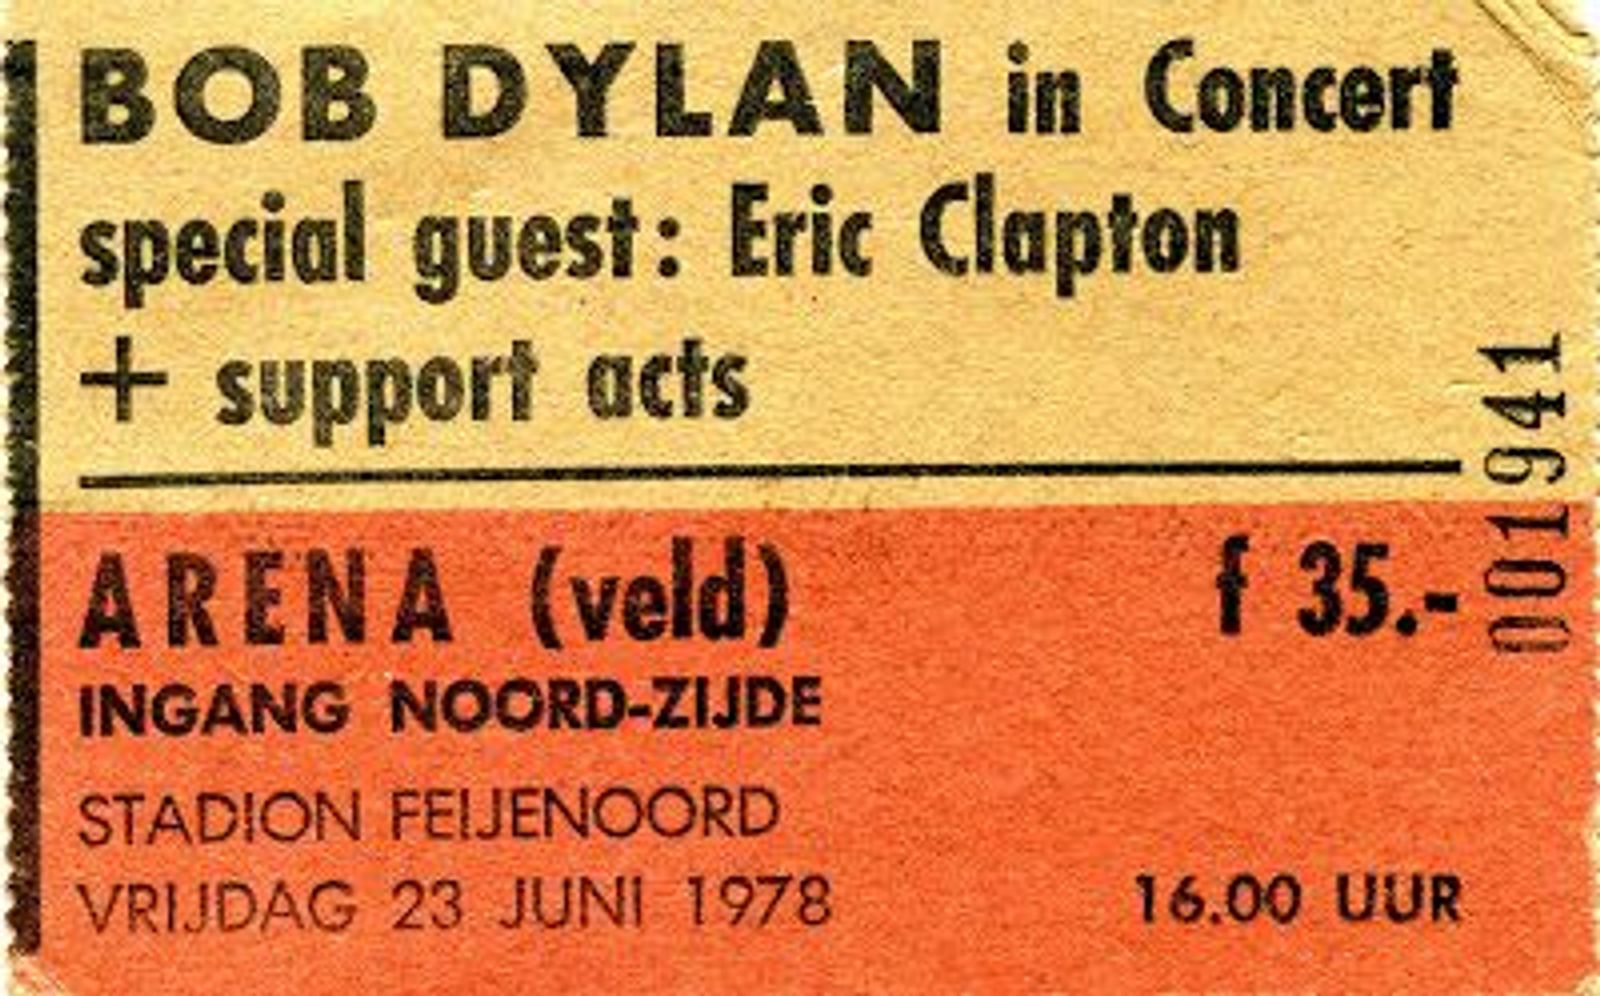 BOB DYLAN in Concert
special guest: Eric Clapton
+ support acts
ARENA (veld) f 35.-
INGANG NOORD-ZIJDE
STADION FEIJENOORD
VRIJDAG 23 JUNI 1978 16.00 UUR
001941